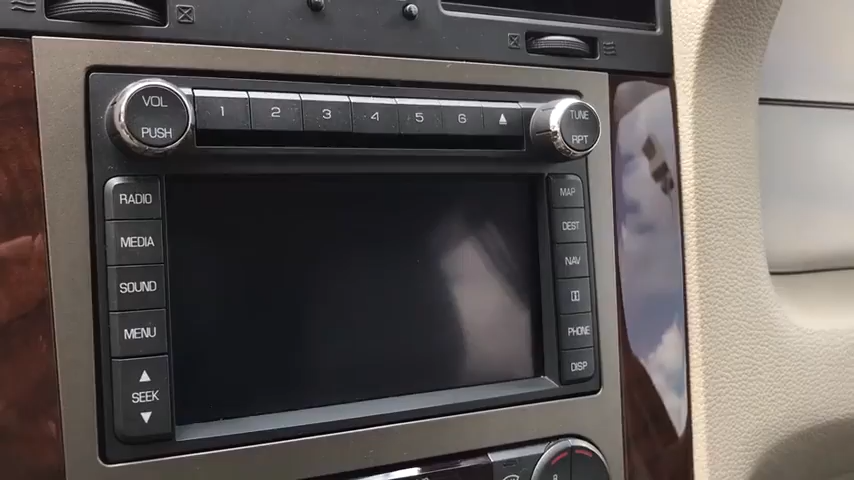 VOL
PUSH
1 2 3 4 5 6
TUNE
RPT
RADIO
MEDIA
SOUND
MENU
SEEK
MAP
DEST
NAV
PHONE
DISP